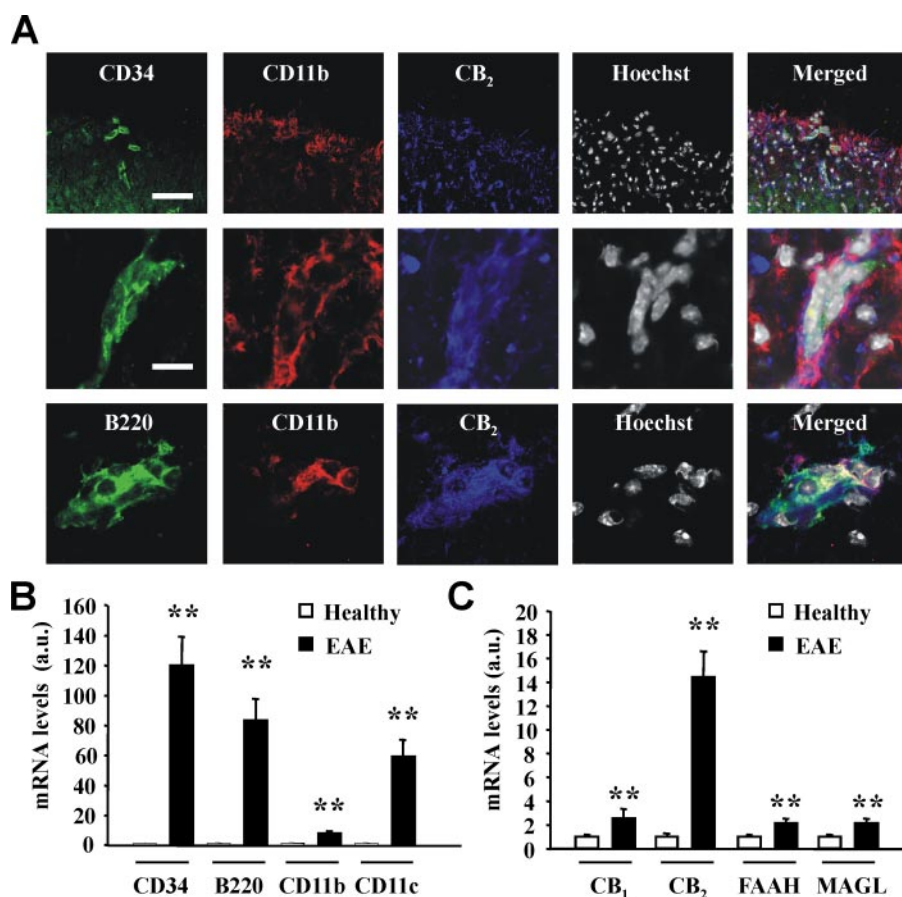 A
CD34 CD11b CB₂ Hoechst Merged
B220 CD11b CB₂ Hoechst Merged
B
160
140
120
100
80
60
40
20
0
mRNA levels (a.u.)
Healthy
EAE
**
**
**
**
CD34 B220 CD11b CD11c
C
20
18
16
14
12
10
8
6
4
2
0
mRNA levels (a.u.)
Healthy
EAE
**
**
**
**
CB₁ CB₂ FAAH MAGL